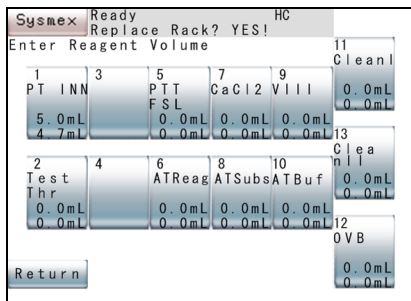 Sysmex
Ready HC
Replace Rack? YES!
Enter Reagent Volume
1
PT INN
5.0mL
4.7mL
3
5
PTT
FSL
0.0mL
0.0mL
7
CaCl2
0.0mL
0.0mL
9
VIII
0.0mL
0.0mL
11
CleanI
0.0mL
0.0mL
2
Test
Thr
0.0mL
0.0mL
4
6
ATReag
0.0mL
0.0mL
8
ATSubs
0.0mL
0.0mL
10
ATBuf
0.0mL
0.0mL
13
Clea
nII
0.0mL
0.0mL
12
OVB
0.0mL
0.0mL
Return